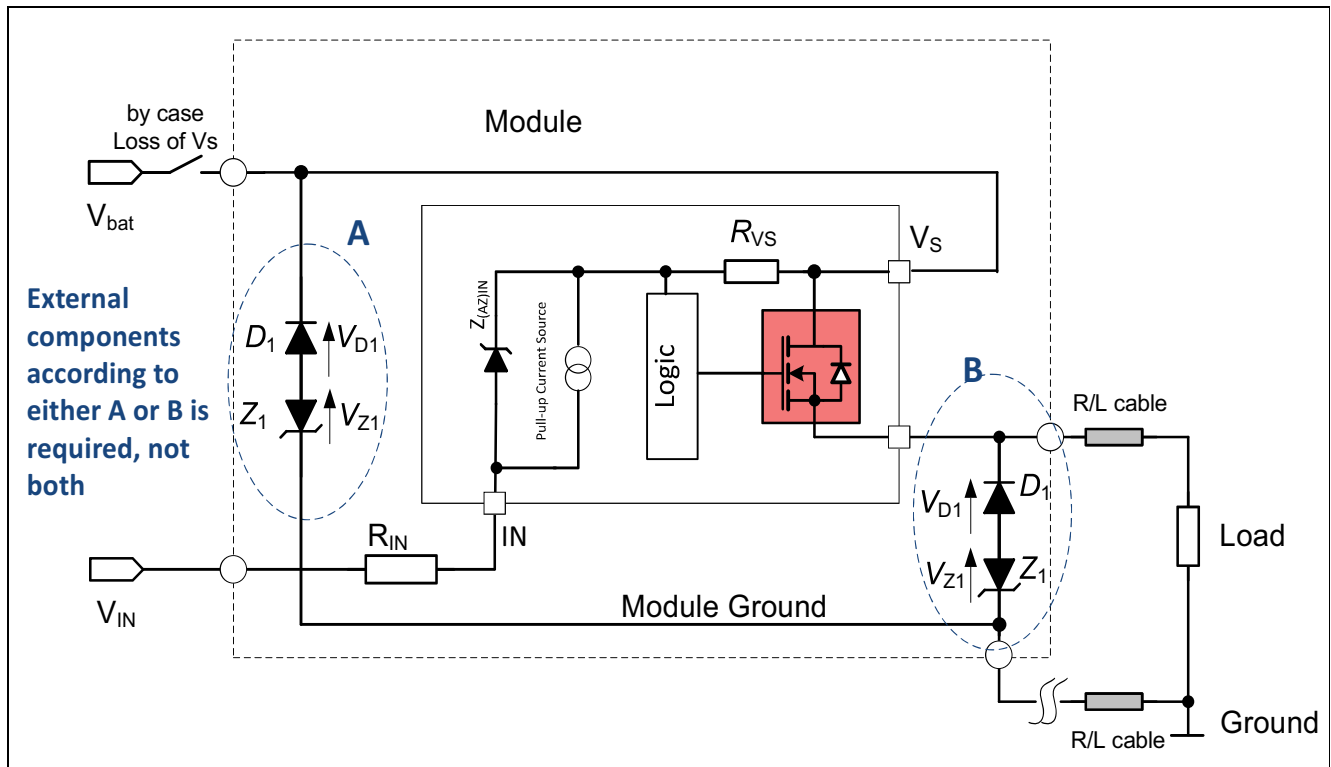 by case
Loss of Vs
Module
Vbat
A
External
components
according to
either A or B is
required, not
both
D1
VD1
Z1
VZ1
Z(AZ)IN
Pull-up Current Source
Logic
RVS
VS
B
R/L cable
VD1
D1
VZ1
Z1
Load
RIN
IN
VIN
Module Ground
R/L cable
Ground